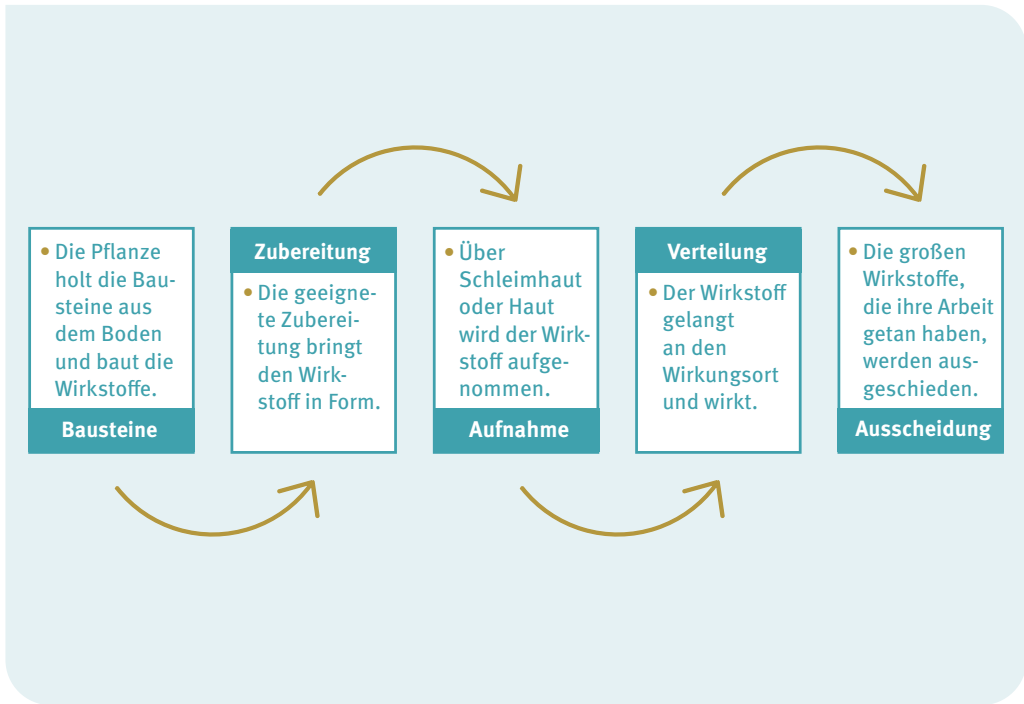 • Die Pflanze
holt die Bau-
steine aus
dem Boden
und baut die
Wirkstoffe.
Bausteine
Zubereitung
• Die geeigne-
te Zuberei-
tung bringt
den Wirk-
stoff in Form.
• Über
Schleimhaut
oder Haut
wird der Wirk-
stoff aufge-
nommen.
Aufnahme
Verteilung
• Der Wirkstoff
gelangt
an den
Wirkungsort
und wirkt.
• Die großen
Wirkstoffe,
die ihre Arbeit
getan haben,
werden aus-
geschieden.
Ausscheidung